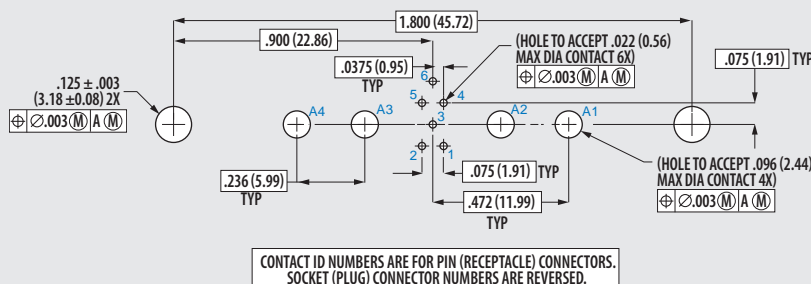 1.800 (45.72)
.900 (22.86)
(HOLE TO ACCEPT .022 (0.56)
MAX DIA CONTACT 6X)
⌖ ∅.003 Ⓜ A Ⓜ
.075 (1.91) TYP
.0375 (0.95)
TYP
.125 ± .003
(3.18 ±0.08) 2X
⌖ ∅.003 Ⓜ A Ⓜ
6
5
4
A4
A3
3
A2
A1
2
1
.236 (5.99)
TYP
.075 (1.91) TYP
.472 (11.99)
TYP
(HOLE TO ACCEPT .096 (2.44)
MAX DIA CONTACT 4X)
⌖ ∅.003 Ⓜ A Ⓜ
CONTACT ID NUMBERS ARE FOR PIN (RECEPTACLE) CONNECTORS.
SOCKET (PLUG) CONNECTOR NUMBERS ARE REVERSED.